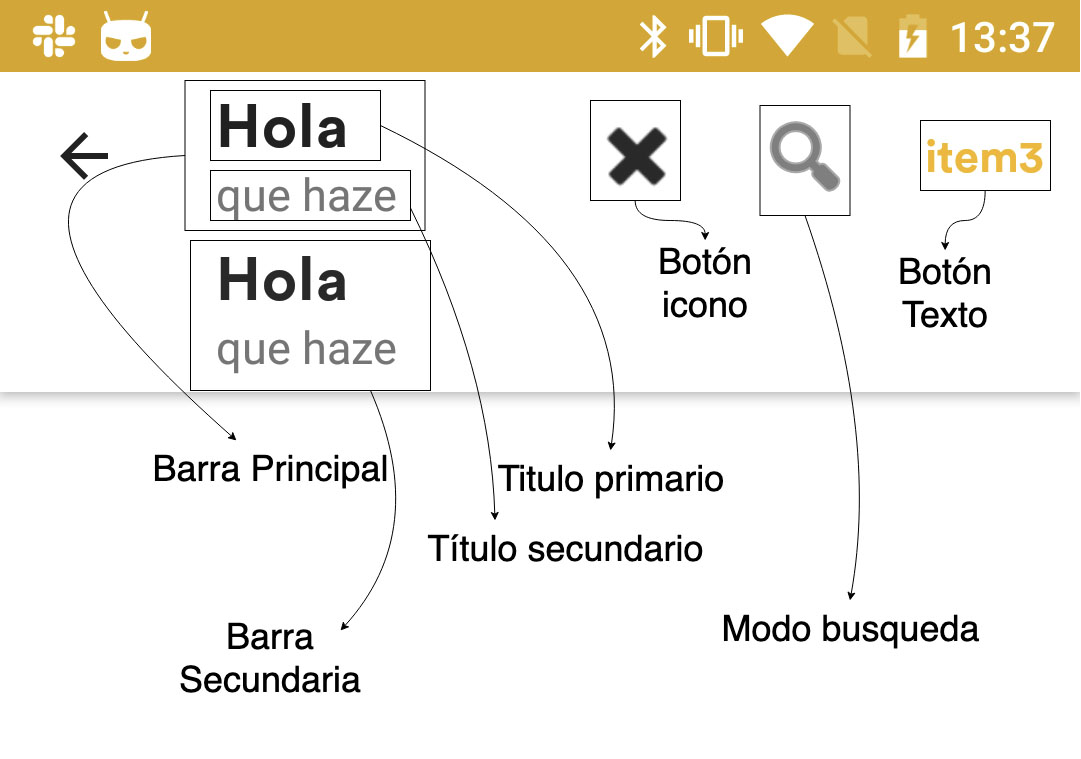 13:37
Hola
que haze
item3
Hola
que haze
Botón
icono
Botón
Texto
Barra Principal
Titulo primario
Título secundario
Barra
Secundaria
Modo busqueda